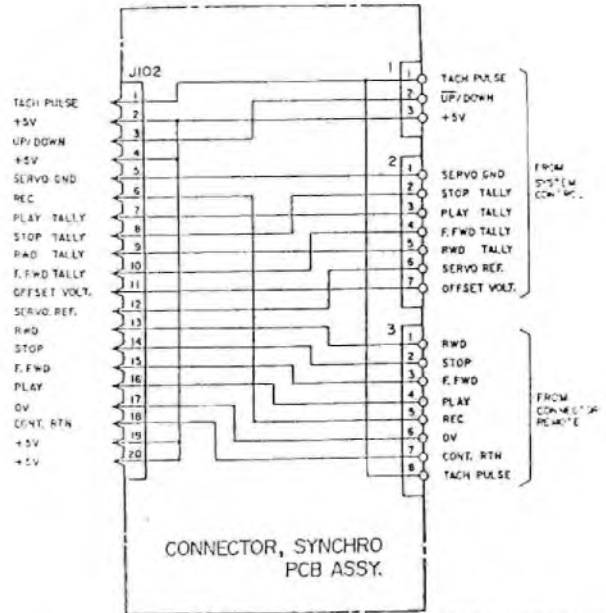 J102
TACH PULSE 1
+5V 2
UP/DOWN 3
+5V 4
SERVO GND 5
REC 6
PLAY TALLY 7
STOP TALLY 8
RWD TALLY 9
F.FWD TALLY 10
OFFSET VOLT. 11
SERVO REF. 12
RWD 13
STOP 14
F.FWD 15
PLAY 16
0V 17
CONT. RTN 18
+5V 19
+5V 20
1
1 TACH PULSE
2 U̅P̅/DOWN
3 +5V
2
1 SERVO GND
2 STOP TALLY
3 PLAY TALLY
4 F.FWD TALLY
5 RWD TALLY
6 SERVO REF.
7 OFFSET VOLT.
FROM
SYSTEM
CONTROL
3
1 RWD
2 STOP
3 F.FWD
4 PLAY
5 REC
6 0V
7 CONT. RTN
8 TACH PULSE
FROM
CONNECTOR
REMOTE
CONNECTOR, SYNCHRO
PCB ASSY.